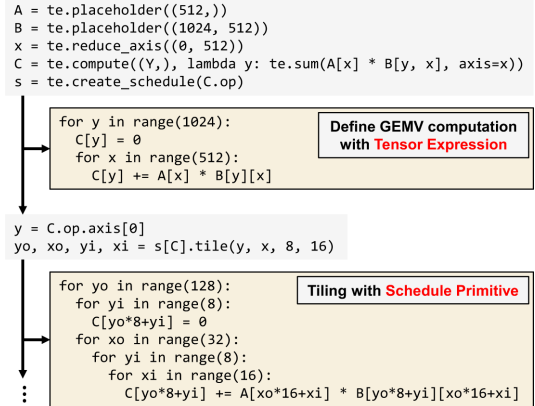 A = te.placeholder((512,))
B = te.placeholder((1024, 512))
x = te.reduce_axis((0, 512))
C = te.compute((Y,), lambda y: te.sum(A[x] * B[y, x], axis=x))
s = te.create_schedule(C.op)
for y in range(1024):
  C[y] = 0
  for x in range(512):
    C[y] += A[x] * B[y][x]
Define GEMV computation
with Tensor Expression
y = C.op.axis[0]
yo, xo, yi, xi = s[C].tile(y, x, 8, 16)
for yo in range(128):
  for yi in range(8):
    C[yo*8+yi] = 0
  for xo in range(32):
    for yi in range(8):
      for xi in range(16):
        C[yo*8+yi] += A[xo*16+xi] * B[yo*8+yi][xo*16+xi]
Tiling with Schedule Primitive